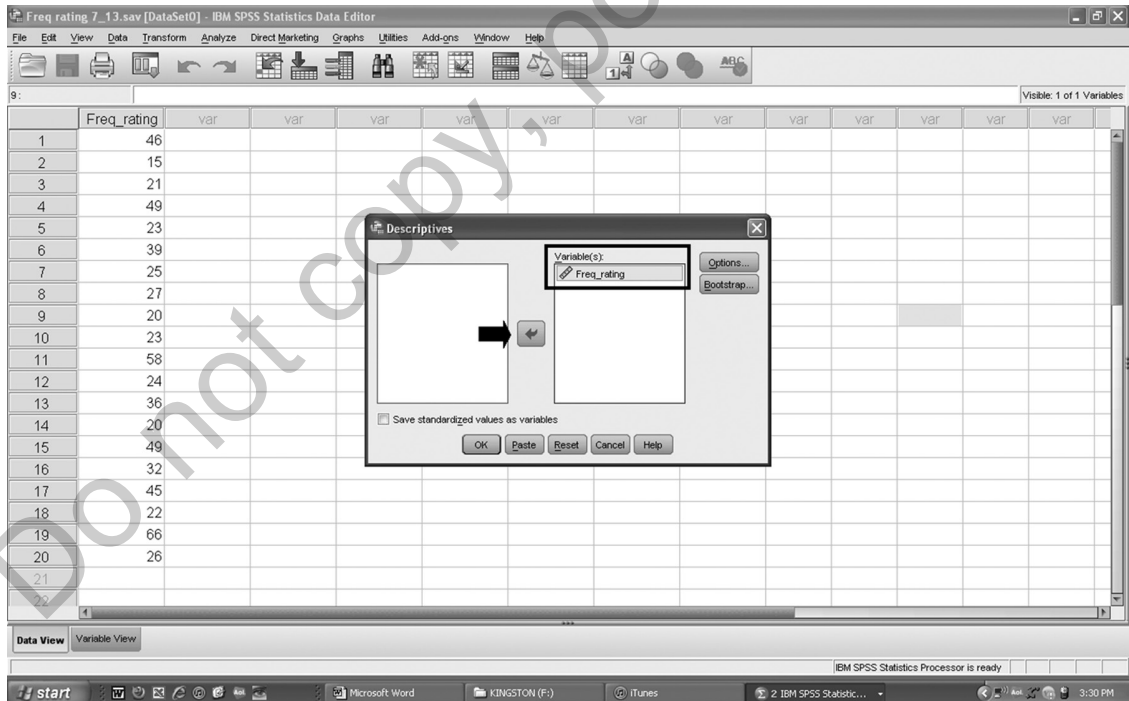 Freq rating 7_13.sav [DataSet0] - IBM SPSS Statistics Data Editor
File Edit View Data Transform Analyze Direct Marketing Graphs Utilities Add-ons Window Help
9: Visible: 1 of 1 Variables
Freq_rating var var var var var var var var var var var var
1 46
2 15
3 21
4 49
5 23
6 39
7 25
8 27
9 20
10 23
11 58
12 24
13 36
14 20
15 49
16 32
17 45
18 22
19 66
20 26
21
22
Descriptives
Variable(s):
Freq_rating
Options...
Bootstrap...
Save standardized values as variables
OK Paste Reset Cancel Help
Data View Variable View
IBM SPSS Statistics Processor is ready
start Microsoft Word KINGSTON (F:) iTunes 2 IBM SPSS Statistic... 3:30 PM
Do not copy, po